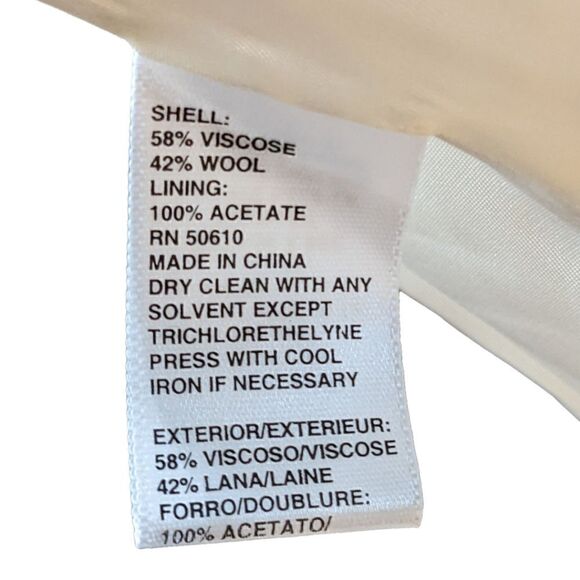 SHELL:
58% VISCOSE
42% WOOL
LINING:
100% ACETATE
RN 50610
MADE IN CHINA
DRY CLEAN WITH ANY
SOLVENT EXCEPT
TRICHLORETHELYNE
PRESS WITH COOL
IRON IF NECESSARY
EXTERIOR/EXTERIEUR:
58% VISCOSO/VISCOSE
42% LANA/LAINE
FORRO/DOUBLURE:
100% ACETATO/